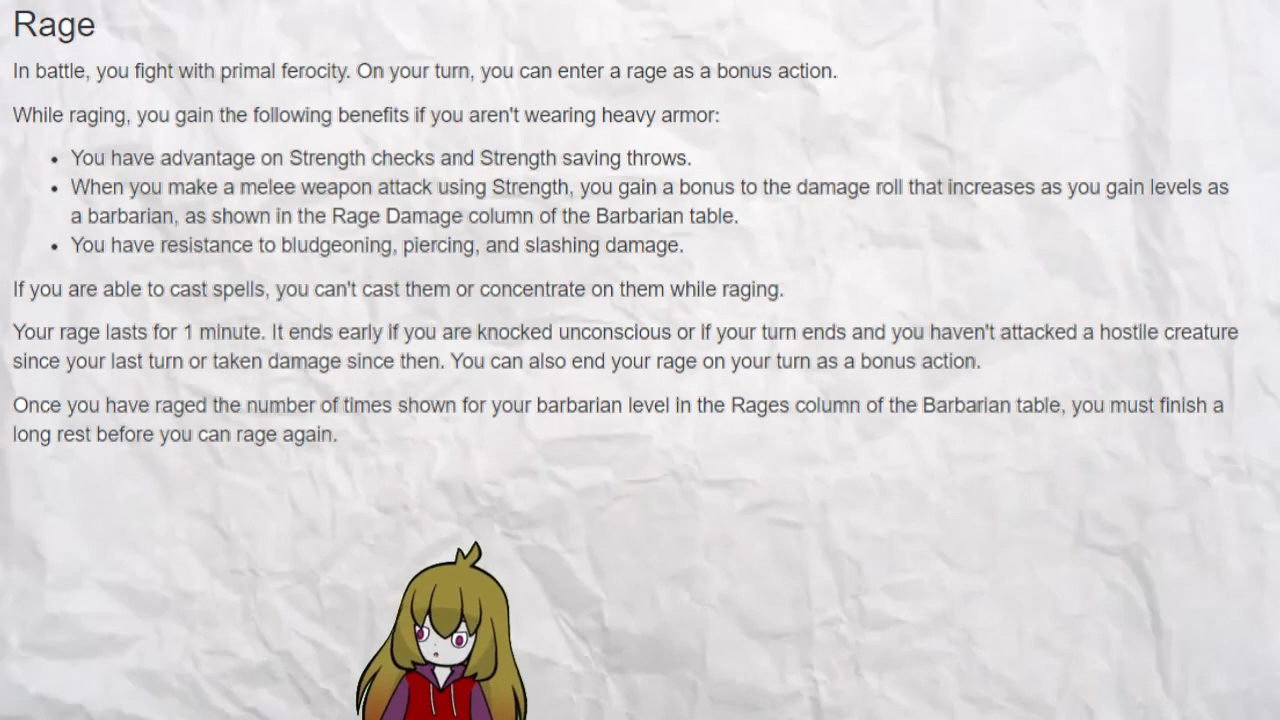 Rage
In battle, you fight with primal ferocity. On your turn, you can enter a rage as a bonus action.
While raging, you gain the following benefits if you aren't wearing heavy armor:
• You have advantage on Strength checks and Strength saving throws.
• When you make a melee weapon attack using Strength, you gain a bonus to the damage roll that increases as you gain levels as
a barbarian, as shown in the Rage Damage column of the Barbarian table.
• You have resistance to bludgeoning, piercing, and slashing damage.
If you are able to cast spells, you can't cast them or concentrate on them while raging.
Your rage lasts for 1 minute. It ends early if you are knocked unconscious or if your turn ends and you haven't attacked a hostile creature
since your last turn or taken damage since then. You can also end your rage on your turn as a bonus action.
Once you have raged the number of times shown for your barbarian level in the Rages column of the Barbarian table, you must finish a
long rest before you can rage again.